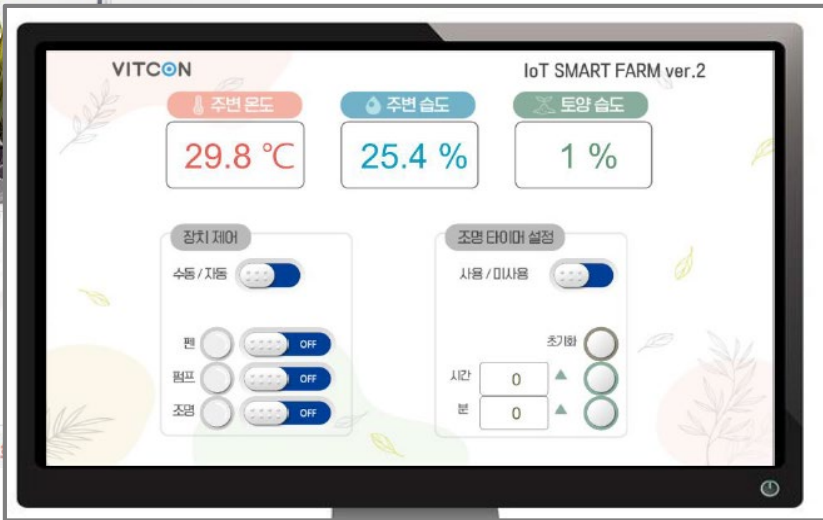 VITCON
IoT SMART FARM ver.2
주변 온도
주변 습도
토양 습도
29.8 ℃
25.4 %
1 %
장치 제어
수동 / 자동
펜
OFF
펌프
OFF
조명
OFF
조명 타이머 설정
사용 / 미사용
초기화
시간
0
분
0